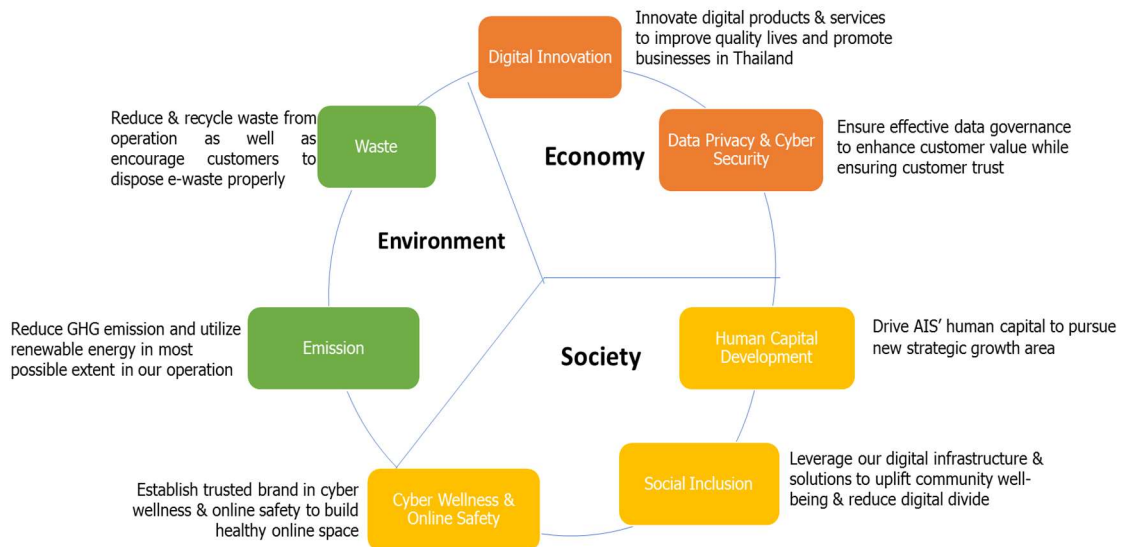 Digital Innovation
Innovate digital products & services
to improve quality lives and promote
businesses in Thailand
Economy
Data Privacy & Cyber
Security
Ensure effective data governance
to enhance customer value while
ensuring customer trust
Reduce & recycle waste from
operation as well as
encourage customers to
dispose e-waste properly
Waste
Environment
Reduce GHG emission and utilize
renewable energy in most
possible extent in our operation
Emission
Society
Human Capital
Development
Drive AIS’ human capital to pursue
new strategic growth area
Social Inclusion
Leverage our digital infrastructure &
solutions to uplift community well-
being & reduce digital divide
Establish trusted brand in cyber
wellness & online safety to build
healthy online space
Cyber Wellness &
Online Safety